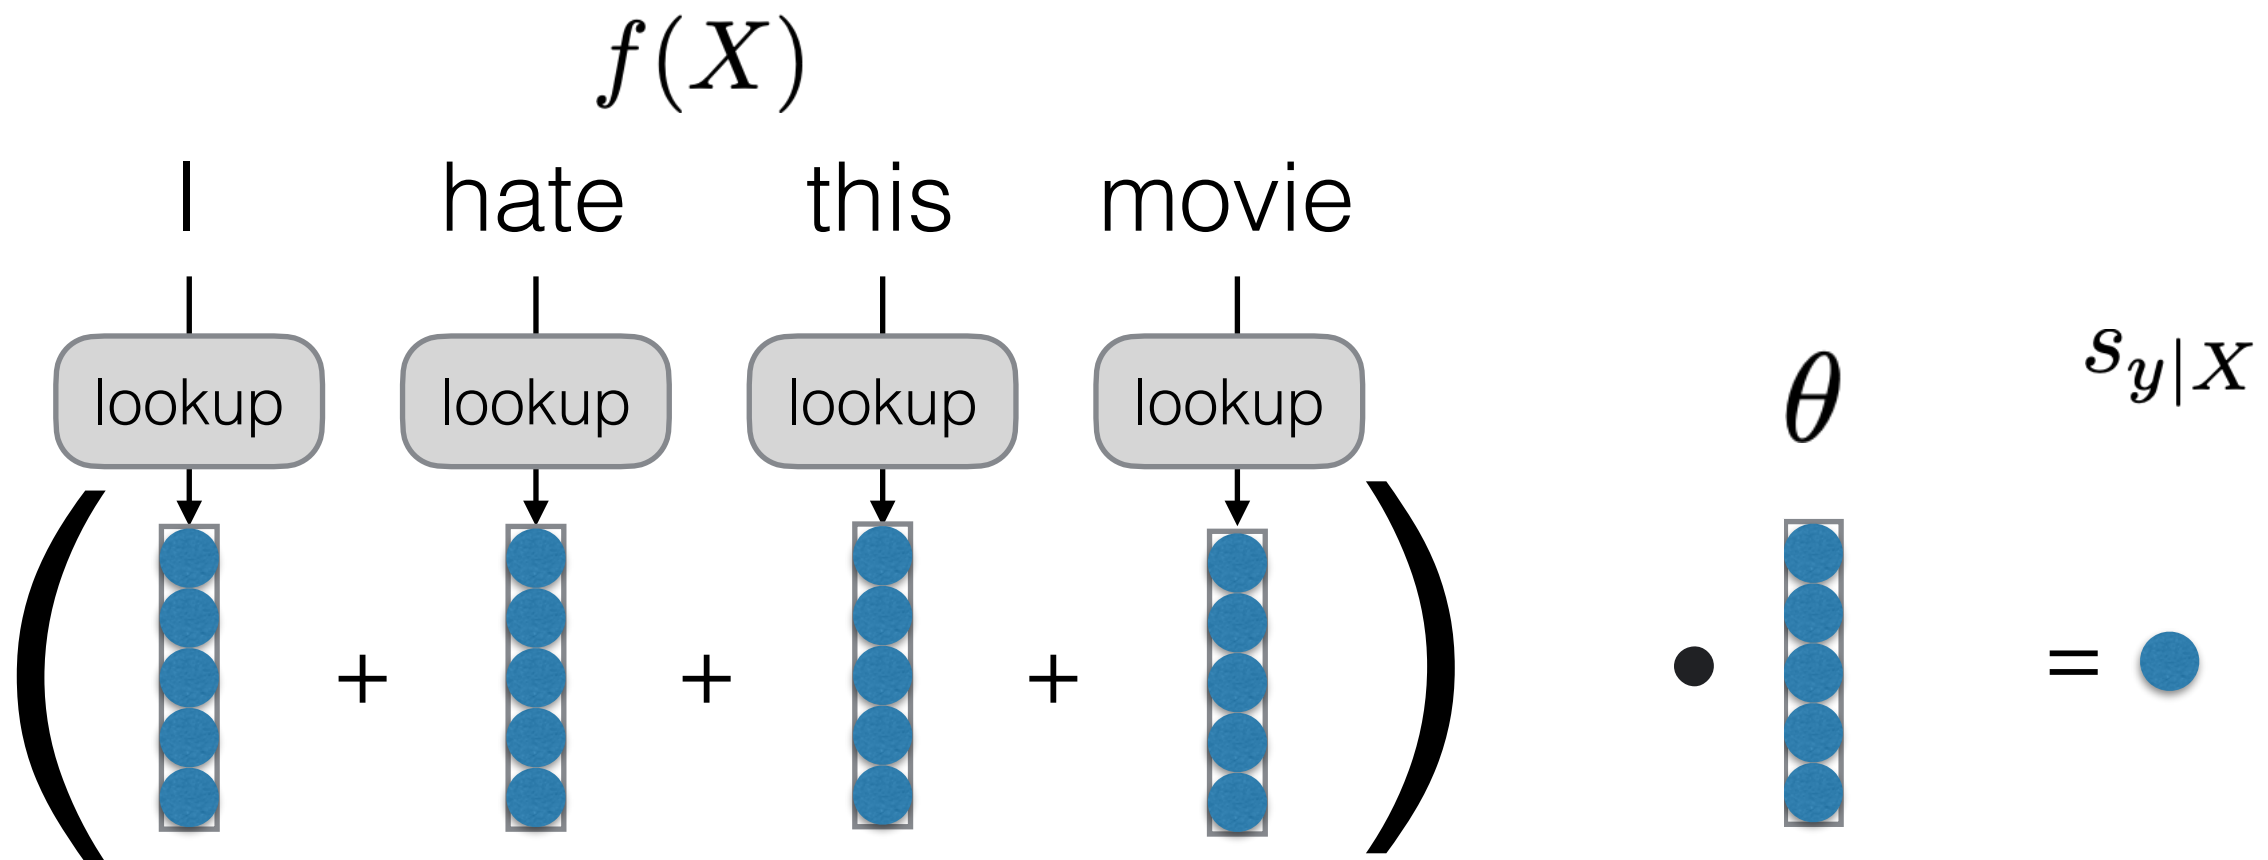 f(X)
I hate this movie
lookup lookup lookup lookup
θ
s_{y|X}
( + + + ) • =